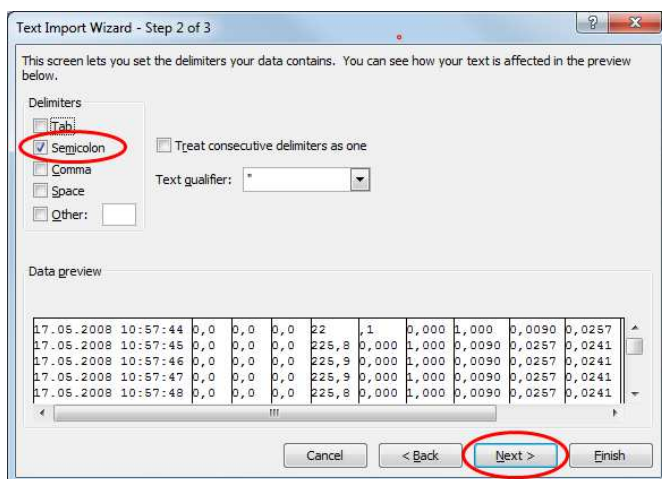 Text Import Wizard - Step 2 of 3
This screen lets you set the delimiters your data contains. You can see how your text is affected in the preview
below.
Delimiters
Tab
Semicolon
Comma
Space
Other:
Treat consecutive delimiters as one
Text qualifier: "
Data preview
17.05.2008 10:57:44 0,0 0,0 0,0 22 ,1 0,000 1,000 0,0090 0,0257
17.05.2008 10:57:45 0,0 0,0 0,0 225,8 0,000 1,000 0,0090 0,0257 0,0241
17.05.2008 10:57:46 0,0 0,0 0,0 225,9 0,000 1,000 0,0090 0,0257 0,0241
17.05.2008 10:57:47 0,0 0,0 0,0 225,9 0,000 1,000 0,0090 0,0257 0,0241
17.05.2008 10:57:48 0,0 0,0 0,0 225,8 0,000 1,000 0,0090 0,0257 0,0241
Cancel < Back Next > Finish